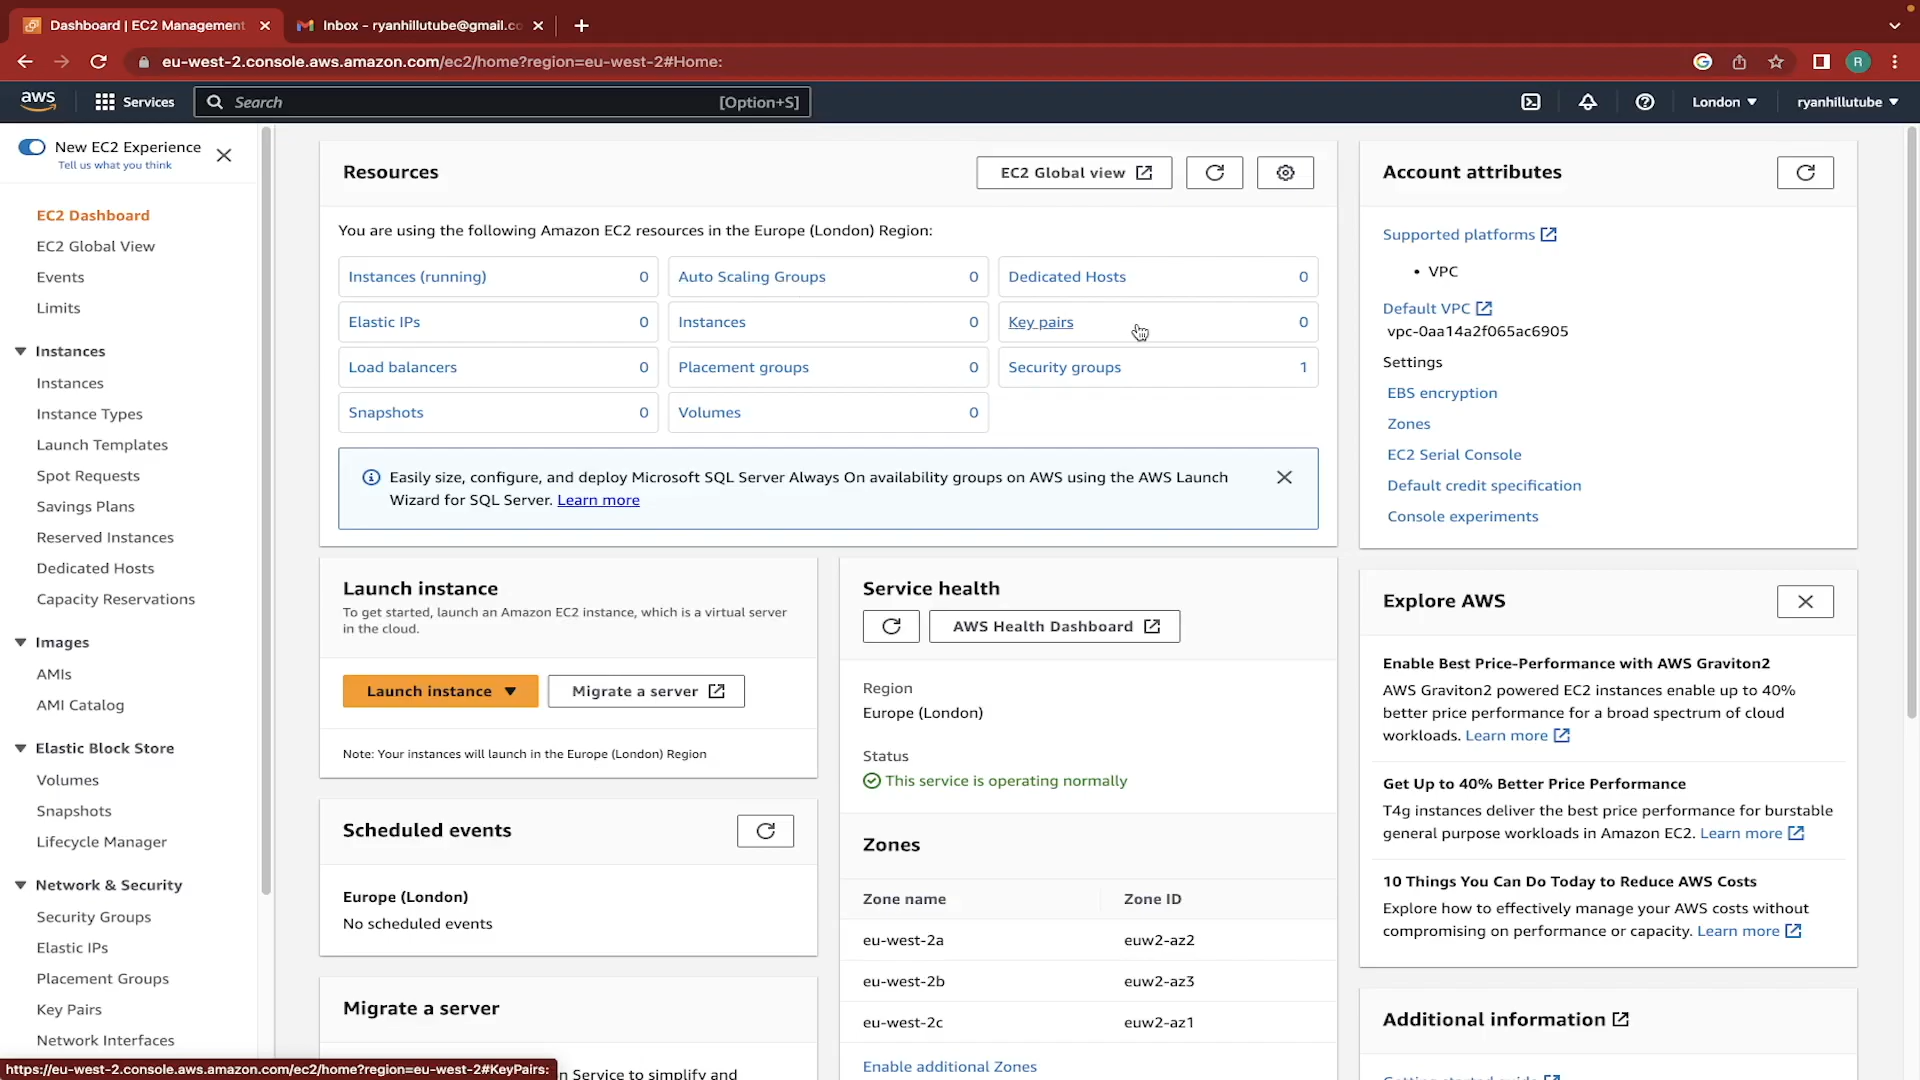 Dashboard | EC2 Management
Inbox - ryanhillutube@gmail.co
eu-west-2.console.aws.amazon.com/ec2/home?region=eu-west-2#Home:
R
aws
Services
Search
[Option+S]
London
ryanhillutube
New EC2 Experience
Tell us what you think
EC2 Dashboard
EC2 Global View
Events
Limits
Instances
Instances
Instance Types
Launch Templates
Spot Requests
Savings Plans
Reserved Instances
Dedicated Hosts
Capacity Reservations
Images
AMIs
AMI Catalog
Elastic Block Store
Volumes
Snapshots
Lifecycle Manager
Network & Security
Security Groups
Elastic IPs
Placement Groups
Key Pairs
Network Interfaces
https://eu-west-2.console.aws.amazon.com/ec2/home?region=eu-west-2#KeyPairs:
Resources
EC2 Global view
You are using the following Amazon EC2 resources in the Europe (London) Region:
Instances (running) 0
Auto Scaling Groups 0
Dedicated Hosts 0
Elastic IPs 0
Instances 0
Key pairs 0
Load balancers 0
Placement groups 0
Security groups 1
Snapshots 0
Volumes 0
Easily size, configure, and deploy Microsoft SQL Server Always On availability groups on AWS using the AWS Launch
Wizard for SQL Server. Learn more
Launch instance
To get started, launch an Amazon EC2 instance, which is a virtual server
in the cloud.
Launch instance
Migrate a server
Note: Your instances will launch in the Europe (London) Region
Scheduled events
Europe (London)
No scheduled events
Migrate a server
n Service to simplify and
Service health
AWS Health Dashboard
Region
Europe (London)
Status
This service is operating normally
Zones
Zone name Zone ID
eu-west-2a euw2-az2
eu-west-2b euw2-az3
eu-west-2c euw2-az1
Enable additional Zones
Account attributes
Supported platforms
• VPC
Default VPC
vpc-0aa14a2f065ac6905
Settings
EBS encryption
Zones
EC2 Serial Console
Default credit specification
Console experiments
Explore AWS
Enable Best Price-Performance with AWS Graviton2
AWS Graviton2 powered EC2 instances enable up to 40%
better price performance for a broad spectrum of cloud
workloads. Learn more
Get Up to 40% Better Price Performance
T4g instances deliver the best price performance for burstable
general purpose workloads in Amazon EC2. Learn more
10 Things You Can Do Today to Reduce AWS Costs
Explore how to effectively manage your AWS costs without
compromising on performance or capacity. Learn more
Additional information